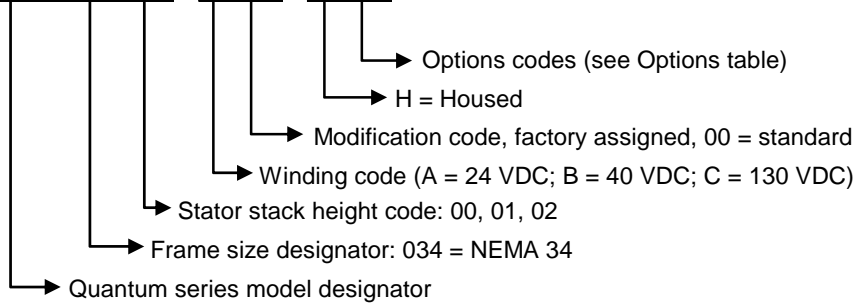 Options codes (see Options table)
H = Housed
Modification code, factory assigned, 00 = standard
Winding code (A = 24 VDC; B = 40 VDC; C = 130 VDC)
Stator stack height code: 00, 01, 02
Frame size designator: 034 = NEMA 34
Quantum series model designator